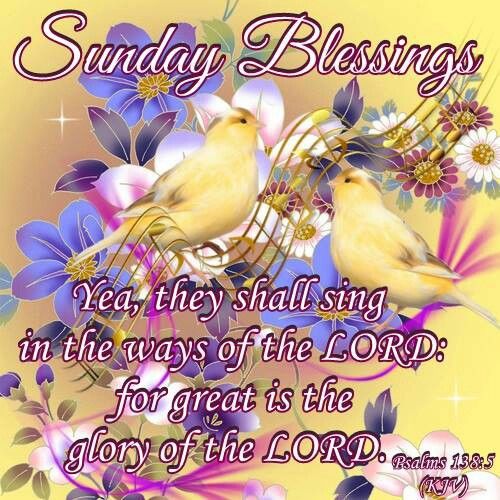 Sunday Blessings
Yea, they shall sing
in the ways of the LORD:
for great is the
glory of the LORD.
Psalms 138:5
(KJV)